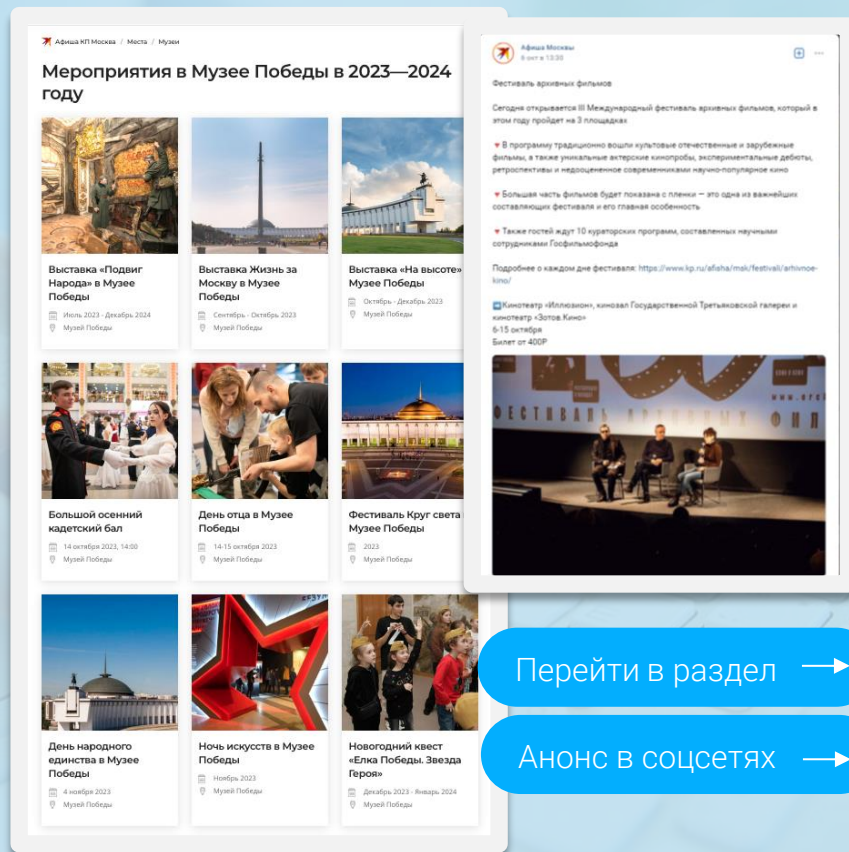 Афиша КП Москва / Места / Музеи
Мероприятия в Музее Победы в 2023—2024
году
Выставка «Подвиг
Народа» в Музее
Победы
Июль 2023 - Декабрь 2024
Музей Победы
Выставка Жизнь за
Москву в Музее
Победы
Сентябрь - Октябрь 2023
Музей Победы
Выставка «На высоте»
Музее Победы
Октябрь - Декабрь 2023
Музей Победы
Большой осенний
кадетский бал
14 октября 2023, 14:00
Музей Победы
День отца в Музее
Победы
14-15 октября 2023
Музей Победы
Фестиваль Круг света
Музее Победы
2023
Музей Победы
День народного
единства в Музее
Победы
4 ноября 2023
Музей Победы
Ночь искусств в Музее
Победы
Ноябрь 2023
Музей Победы
Новогодний квест
«Елка Победы. Звезда
Героя»
Декабрь 2023 - Январь 2024
Музей Победы
Афиша Москвы
6 окт в 13:30
Фестиваль архивных фильмов
Сегодня открывается III Международный фестиваль архивных фильмов, который в
этом году пройдет на 3 площадках
В программу традиционно вошли культовые отечественные и зарубежные
фильмы, а также уникальные актерские кинопробы, экспериментальные дебюты,
ретроспективы и недооцененное современниками научно-популярное кино
Большая часть фильмов будет показана с пленки — это одна из важнейших
составляющих фестиваля и его главная особенность
Также гостей ждут 10 кураторских программ, составленных научными
сотрудниками Госфильмофонда
Подробнее о каждом дне фестиваля: https://www.kp.ru/afisha/msk/festivali/arhivnoe-
kino/
Кинотеатр «Иллюзион», кинозал Государственной Третьяковской галереи и
кинотеатр «Зотов.Кино»
6-15 октября
Билет от 400Р
ФЕСТИВАЛЬ АРХИВНЫХ ФИЛ
Перейти в раздел
Анонс в соцсетях